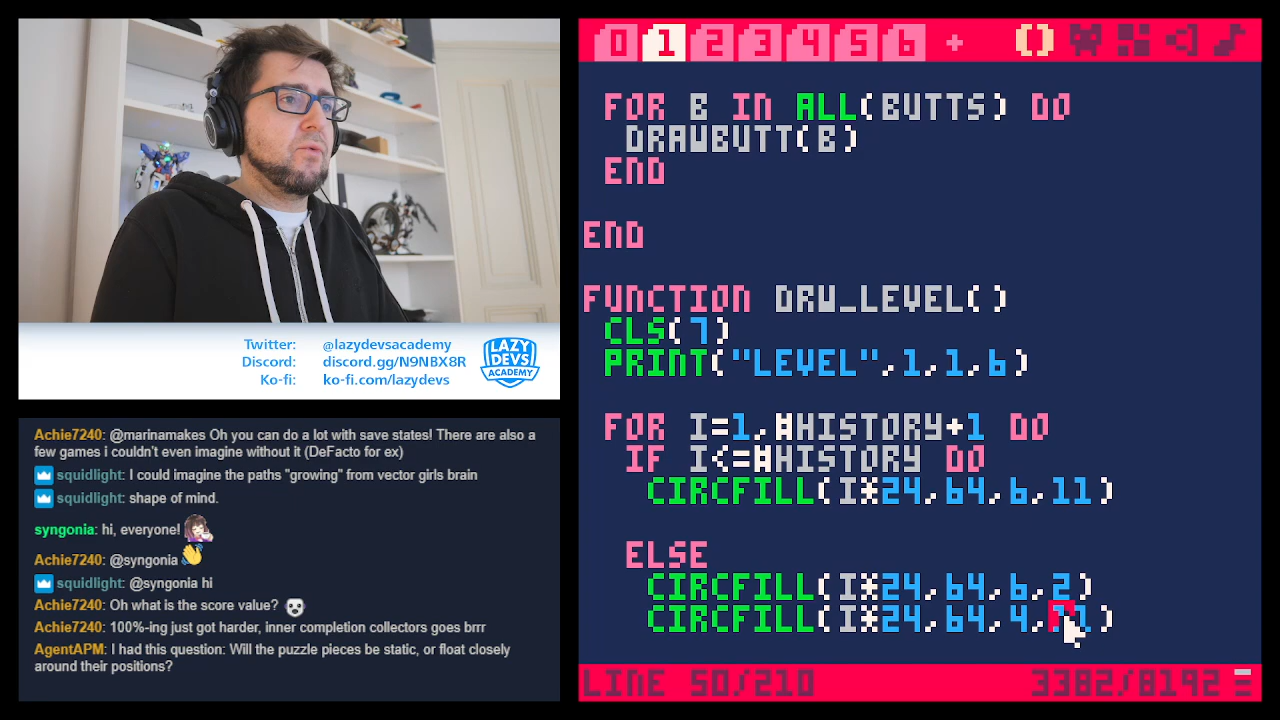 Twitter: @lazydevsacademy
Discord: discord.gg/N9NBX8R
Ko-fi: ko-fi.com/lazydevs
LAZY
DEVS
ACADEMY
Achie7240: @marinamakes Oh you can do a lot with save states! There are also a
few games i couldn't even imagine without it (DeFacto for ex)
squidlight: I could imagine the paths "growing" from vector girls brain
squidlight: shape of mind.
syngonia: hi, everyone!
Achie7240: @syngonia
squidlight: @syngonia hi
Achie7240: Oh what is the score value?
Achie7240: 100%-ing just got harder, inner completion collectors goes brrr
AgentAPM: I had this question: Will the puzzle pieces be static, or float closely
around their positions?
0 1 2 3 4 5 6 + ()
FOR B IN ALL(BUTTS) DO
DRAWBUTT(B)
END
END
FUNCTION DRW_LEVEL()
CLS(7)
PRINT("LEVEL",1,1,6)
FOR I=1,#HISTORY+1 DO
IF I<=#HISTORY DO
CIRCFILL(I*24,64,6,11)
ELSE
CIRCFILL(I*24,64,6,2)
CIRCFILL(I*24,64,4,11)
LINE 50/210 3382/8192